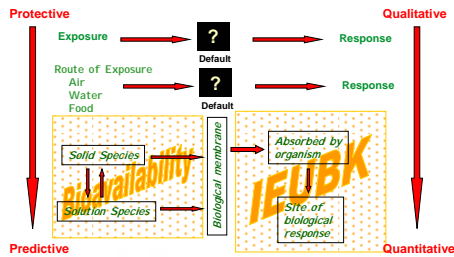 Protective
Qualitative
Exposure
?
Response
Default
Route of Exposure
Air
Water
Food
?
Response
Default
Bioavailability
Solid Species
Solution Species
Biological membrane
IEUBK
Absorbed by
organism
Site of
biological
response
Predictive
Quantitative